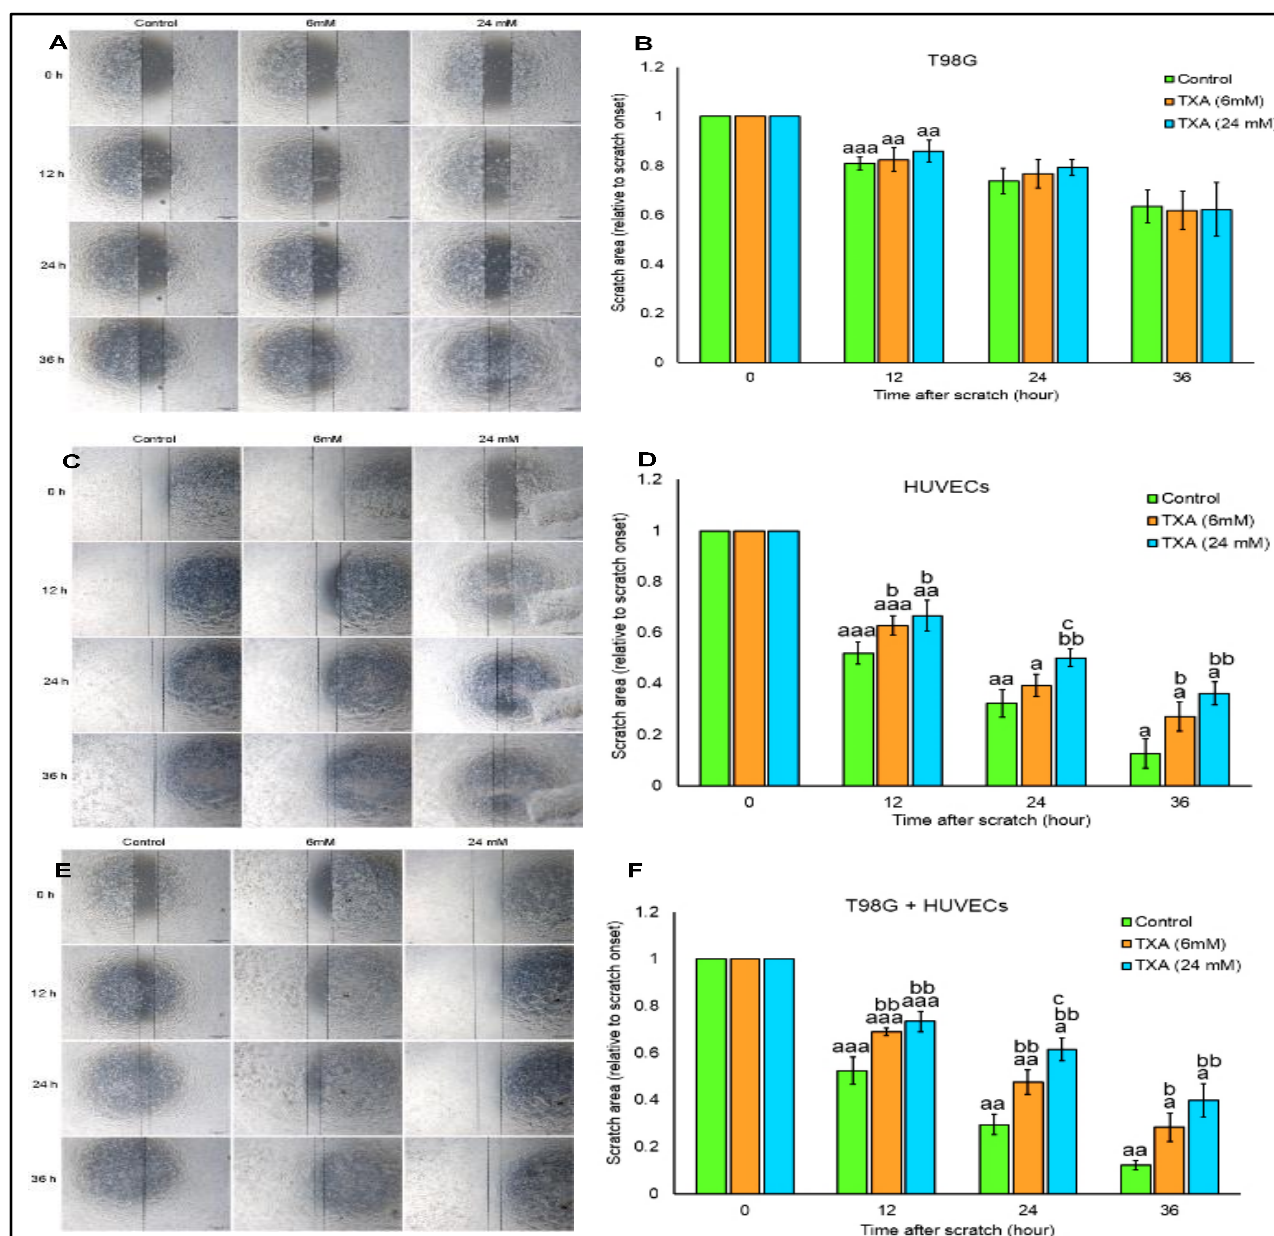 A
Control 6mM 24 mM
0 h
12 h
24 h
36 h
B
T98G
Control
TXA (6mM)
TXA (24 mM)
Scratch area (relative to scratch onset)
1.2
1
0.8
0.6
0.4
0.2
0
aaa aa aa
0 12 24 36
Time after scratch (hour)
C
Control 6mM 24 mM
0 h
12 h
24 h
36 h
D
HUVECs
Control
TXA (6mM)
TXA (24 mM)
Scratch area (relative to scratch onset)
1.2
1
0.8
0.6
0.4
0.2
0
b b
aaa aaa aa
c
aa a bb
b bb
a a a
0 12 24 36
Time after scratch (hour)
E
Control 6mM 24 mM
0 h
12 h
24 h
36 h
F
T98G + HUVECs
Control
TXA (6mM)
TXA (24 mM)
Scratch area (relative to scratch onset)
1.2
1
0.8
0.6
0.4
0.2
0
bb bb
aaa aaa aaa
c
bb bb
aa aa a
b bb
aa a a
0 12 24 36
Time after scratch (hour)